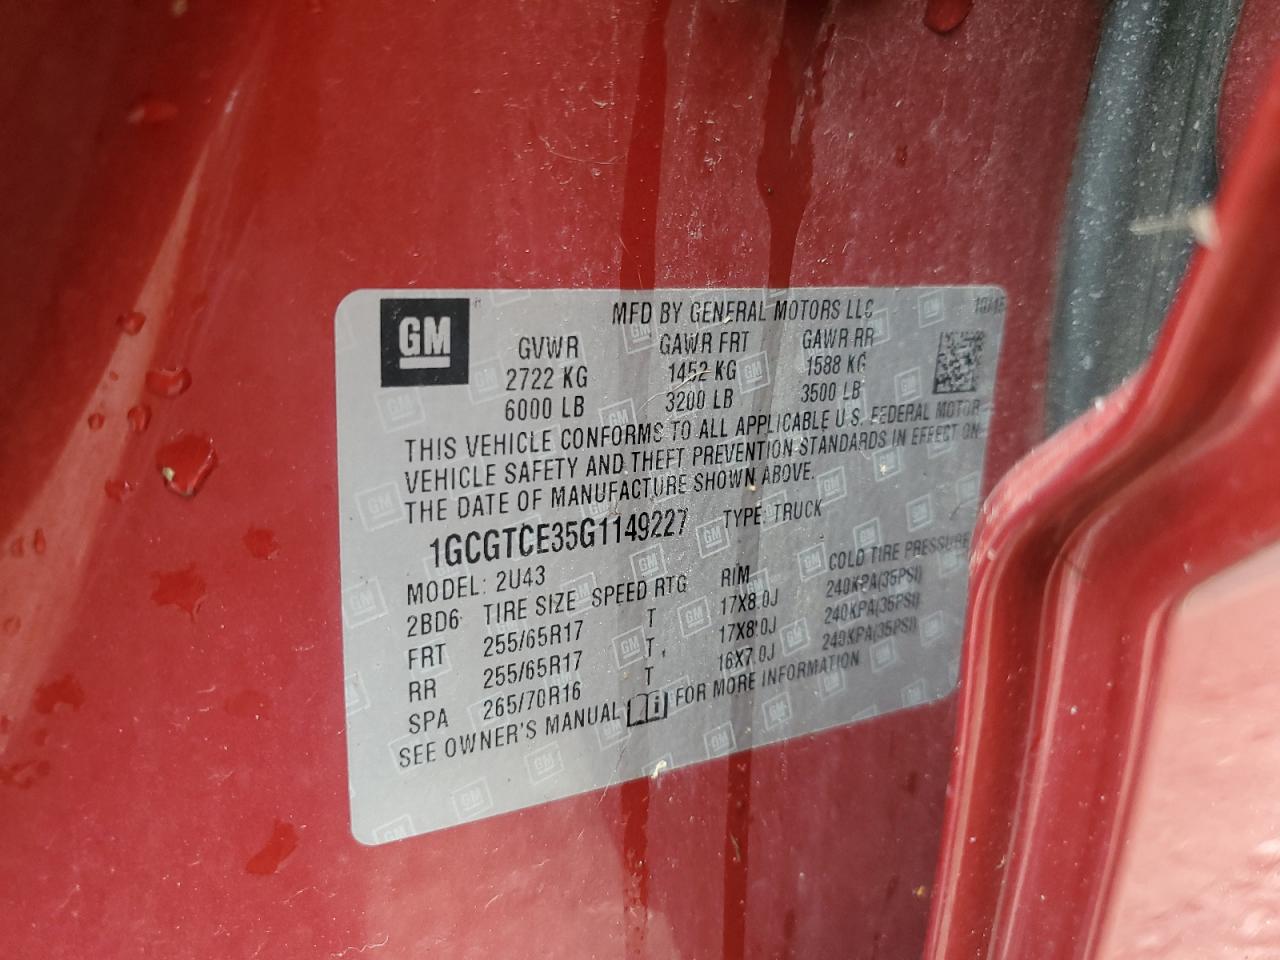 GM
MFD BY GENERAL MOTORS LLC 10/15
GVWR GAWR FRT GAWR RR
2722 KG 1452 KG 1588 KG
6000 LB 3200 LB 3500 LB
THIS VEHICLE CONFORMS TO ALL APPLICABLE U.S. FEDERAL MOTOR
VEHICLE SAFETY AND THEFT PREVENTION STANDARDS IN EFFECT ON
THE DATE OF MANUFACTURE SHOWN ABOVE.
1GCGTCE35G1149227 TYPE: TRUCK
MODEL: 2U43
2BD6 TIRE SIZE SPEED RTG RIM COLD TIRE PRESSURE
FRT 255/65R17 T 17X8.0J 240KPA(35PSI)
RR 255/65R17 T 17X8.0J 240KPA(35PSI)
SPA 265/70R16 T 16X7.0J 240KPA(35PSI)
SEE OWNER'S MANUAL i FOR MORE INFORMATION